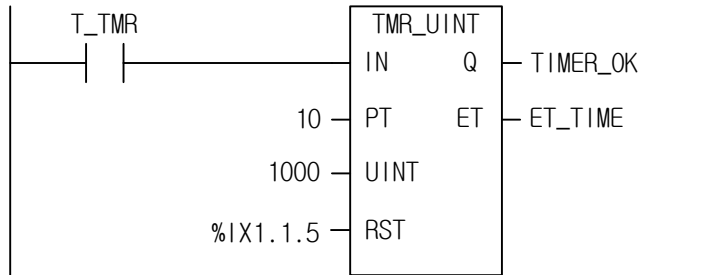 T_TMR TMR_UINT
IN Q TIMER_OK
10 PT ET ET_TIME
1000 UINT
%IX1.1.5 RST